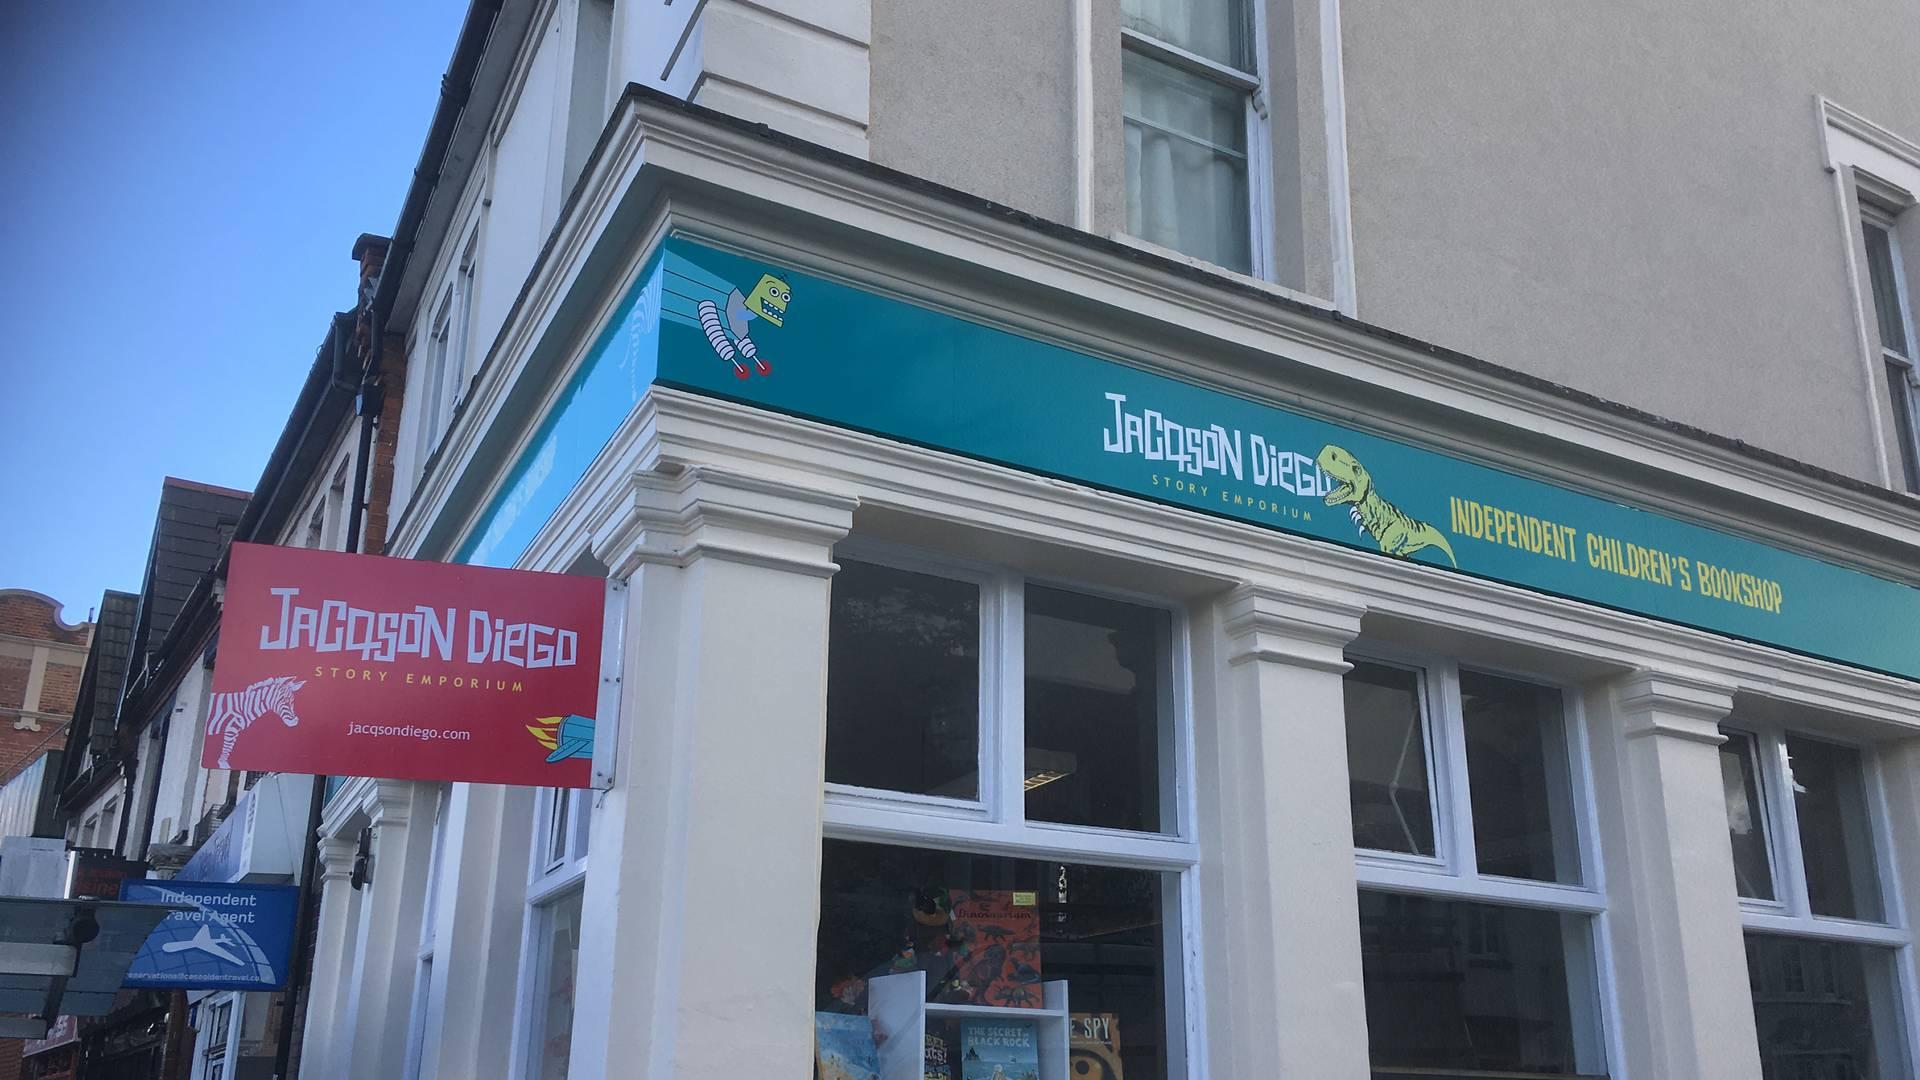 JACQSON DIEGO
STORY EMPORIUM
INDEPENDENT CHILDREN'S BOOKSHOP
JACQSON DIEGO
STORY EMPORIUM
jacqsondiego.com
Independent
Travel Agent
Dinosaurium
THE SECRET OF
BLACK ROCK
SPY